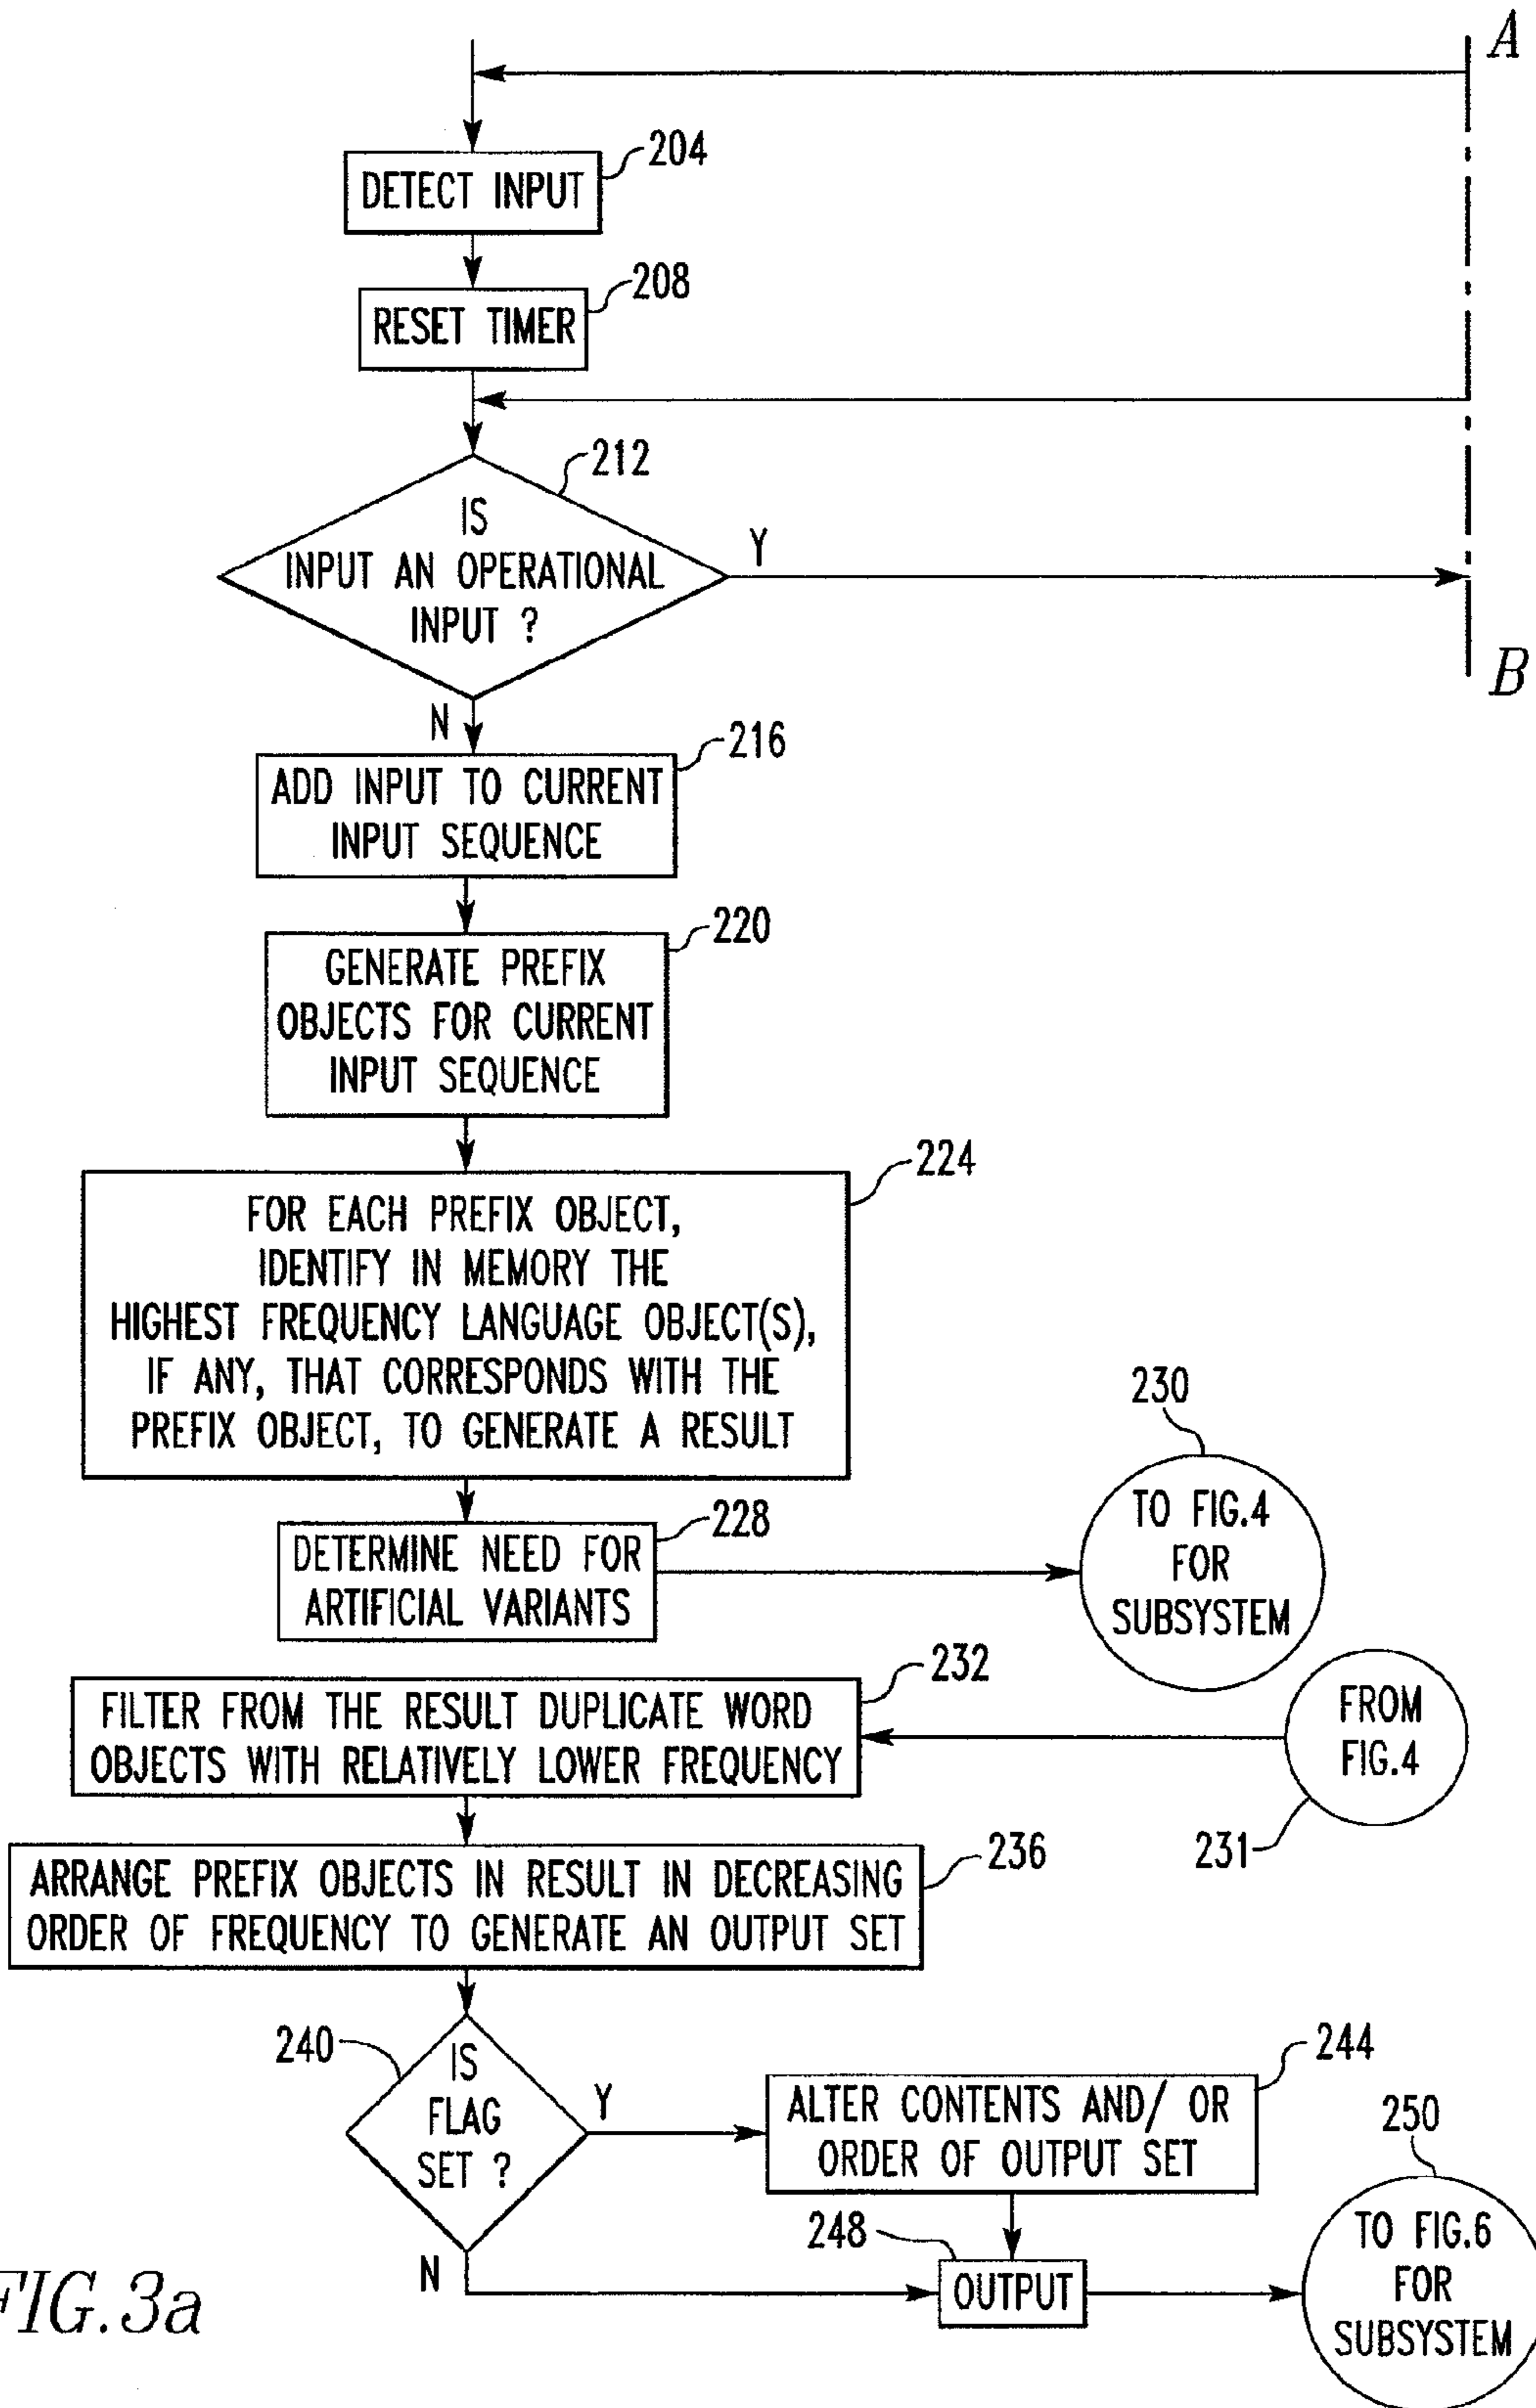 A
204
DETECT INPUT
208
RESET TIMER
212
IS
INPUT AN OPERATIONAL
INPUT ?
Y
B
N
216
ADD INPUT TO CURRENT
INPUT SEQUENCE
220
GENERATE PREFIX
OBJECTS FOR CURRENT
INPUT SEQUENCE
224
FOR EACH PREFIX OBJECT,
IDENTIFY IN MEMORY THE
HIGHEST FREQUENCY LANGUAGE OBJECT(S),
IF ANY, THAT CORRESPONDS WITH THE
PREFIX OBJECT, TO GENERATE A RESULT
228
DETERMINE NEED FOR
ARTIFICIAL VARIANTS
230
TO FIG.4
FOR
SUBSYSTEM
232
FILTER FROM THE RESULT DUPLICATE WORD
OBJECTS WITH RELATIVELY LOWER FREQUENCY
FROM
FIG.4
231
236
ARRANGE PREFIX OBJECTS IN RESULT IN DECREASING
ORDER OF FREQUENCY TO GENERATE AN OUTPUT SET
240
IS
FLAG
SET ?
Y
244
ALTER CONTENTS AND/ OR
ORDER OF OUTPUT SET
N
248
OUTPUT
250
TO FIG.6
FOR
SUBSYSTEM
FIG.3a